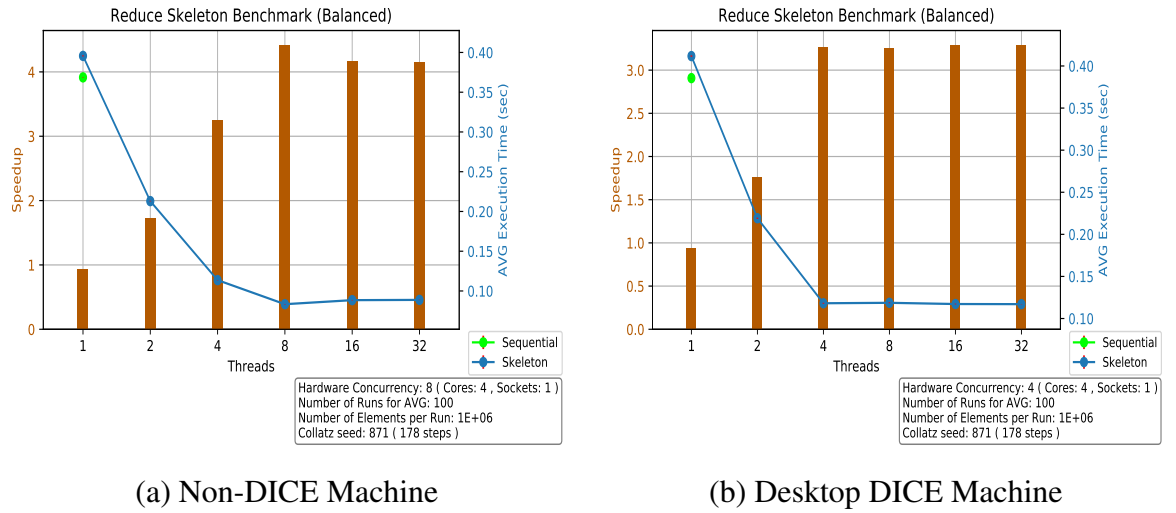 Reduce Skeleton Benchmark (Balanced)
4
3
2
1
0
Speedup
0.40
0.35
0.30
0.25
0.20
0.15
0.10
AVG Execution Time (sec)
1 2 4 8 16 32
Threads
Sequential
Skeleton
Hardware Concurrency: 8 ( Cores: 4 , Sockets: 1 )
Number of Runs for AVG: 100
Number of Elements per Run: 1E+06
Collatz seed: 871 ( 178 steps )
(a) Non-DICE Machine
Reduce Skeleton Benchmark (Balanced)
3.0
2.5
2.0
1.5
1.0
0.5
0.0
Speedup
0.40
0.35
0.30
0.25
0.20
0.15
0.10
AVG Execution Time (sec)
1 2 4 8 16 32
Threads
Sequential
Skeleton
Hardware Concurrency: 4 ( Cores: 4 , Sockets: 1 )
Number of Runs for AVG: 100
Number of Elements per Run: 1E+06
Collatz seed: 871 ( 178 steps )
(b) Desktop DICE Machine